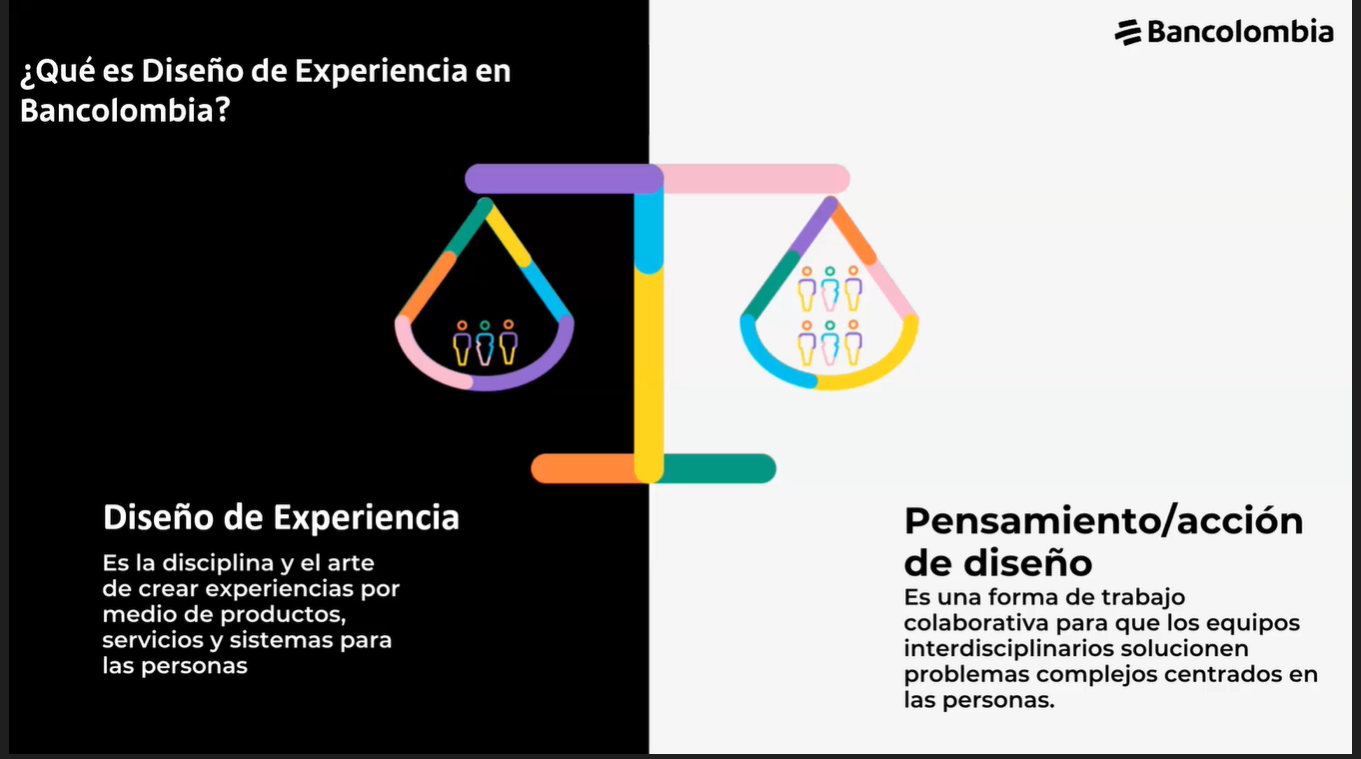 Bancolombia
¿Qué es Diseño de Experiencia en
Bancolombia?
Diseño de Experiencia
Es la disciplina y el arte
de crear experiencias por
medio de productos,
servicios y sistemas para
las personas
Pensamiento/acción
de diseño
Es una forma de trabajo
colaborativa para que los equipos
interdisciplinarios solucionen
problemas complejos centrados en
las personas.